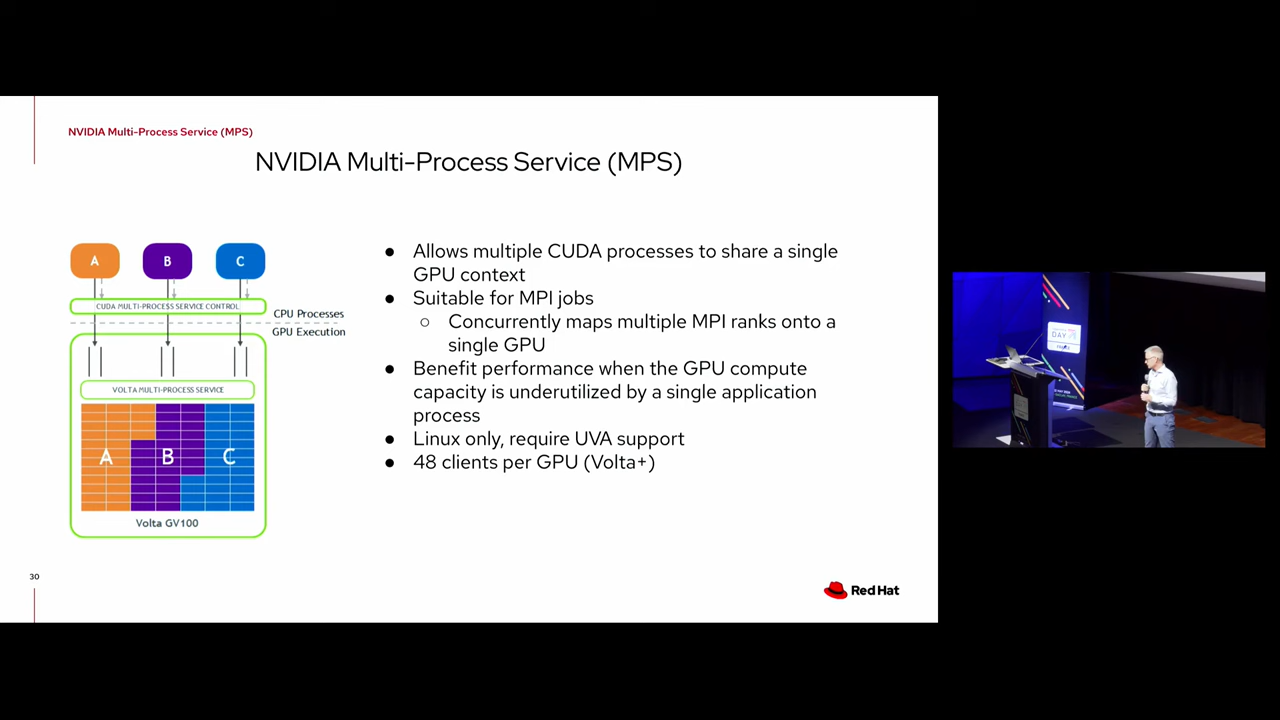 NVIDIA Multi-Process Service (MPS)
NVIDIA Multi-Process Service (MPS)
A
B
C
CUDA MULTI-PROCESS SERVICE CONTROL
CPU Processes
GPU Execution
VOLTA MULTI-PROCESS SERVICE
A
B
C
Volta GV100
● Allows multiple CUDA processes to share a single
GPU context
● Suitable for MPI jobs
○ Concurrently maps multiple MPI ranks onto a
single GPU
● Benefit performance when the GPU compute
capacity is underutilized by a single application
process
● Linux only, require UVA support
● 48 clients per GPU (Volta+)
30
Red Hat
DAY